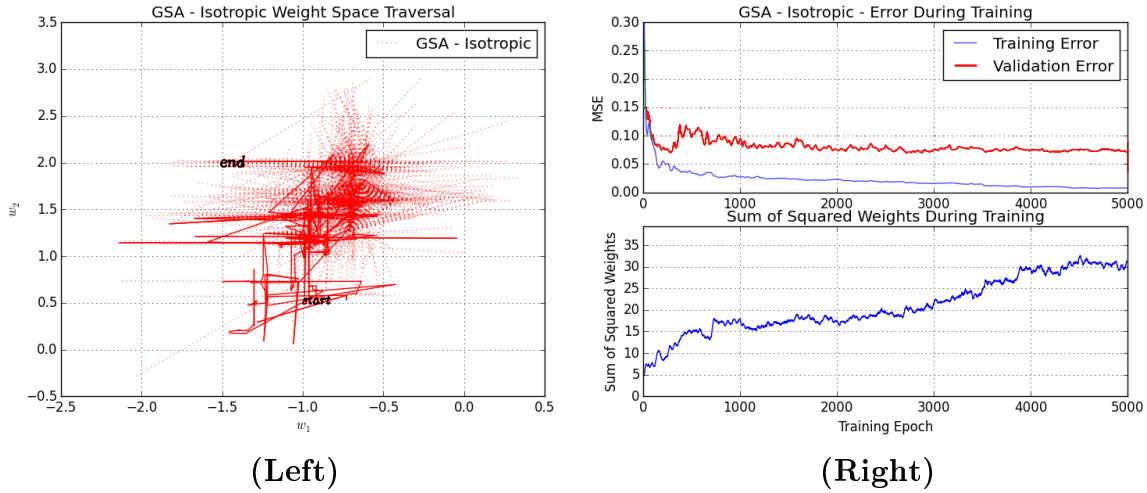 GSA - Isotropic Weight Space Traversal
GSA - Isotropic
3.5
3.0
2.5
2.0
1.5
1.0
0.5
0.0
−0.5
w2
end
start
−2.5 −2.0 −1.5 −1.0 −0.5 0.0 0.5
w1
(Left)
GSA - Isotropic - Error During Training
Training Error
Validation Error
0.30
0.25
0.20
0.15
0.10
0.05
0.00
MSE
0 1000 2000 3000 4000 5000
Sum of Squared Weights During Training
35
30
25
20
15
10
5
0
Sum of Squared Weights
0 1000 2000 3000 4000 5000
Training Epoch
(Right)